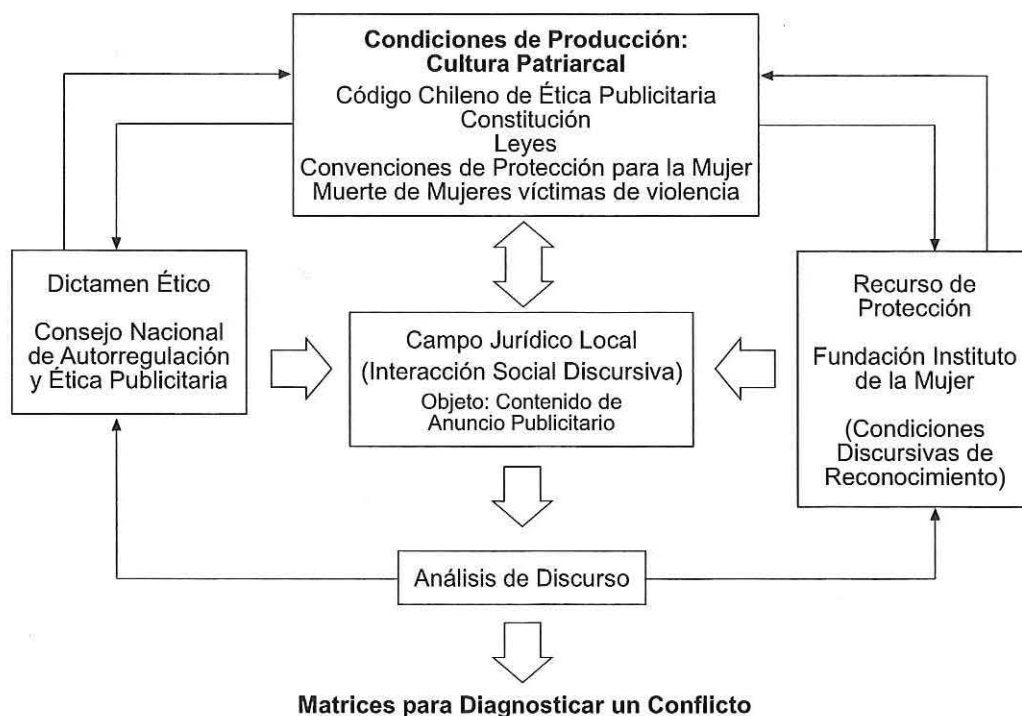 Condiciones de Producción:
Cultura Patriarcal
Código Chileno de Ética Publicitaria
Constitución
Leyes
Convenciones de Protección para la Mujer
Muerte de Mujeres víctimas de violencia
Dictamen Ético
Consejo Nacional
de Autorregulación
y Ética Publicitaria
Campo Jurídico Local
(Interacción Social Discursiva)
Objeto: Contenido de
Anuncio Publicitario
Recurso de
Protección
Fundación Instituto
de la Mujer
(Condiciones
Discursivas de
Reconocimiento)
Análisis de Discurso
Matrices para Diagnosticar un Conflicto